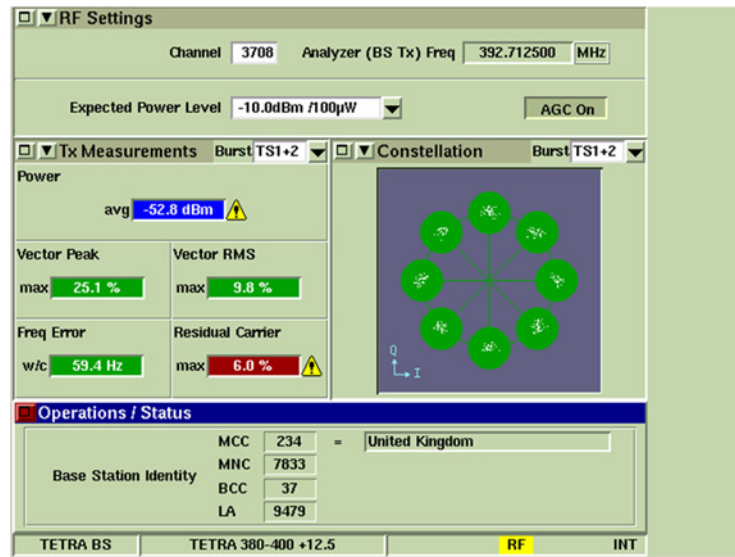 RF Settings
Channel 3708 Analyzer (BS Tx) Freq 392.712500 MHz
Expected Power Level -10.0dBm /100µW AGC On
Tx Measurements Burst TS1+2
Power
avg -52.8 dBm
Vector Peak Vector RMS
max 25.1 % max 9.8 %
Freq Error Residual Carrier
w/c 59.4 Hz max 6.0 %
Constellation Burst TS1+2
Q
I
Operations / Status
MCC 234 = United Kingdom
MNC 7833
Base Station Identity
BCC 37
LA 9479
TETRA BS TETRA 380-400 +12.5 RF INT